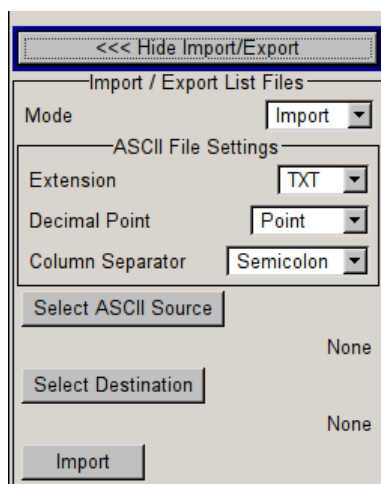 <<< Hide Import/Export
Import / Export List Files
Mode Import
ASCII File Settings
Extension TXT
Decimal Point Point
Column Separator Semicolon
Select ASCII Source
None
Select Destination
None
Import